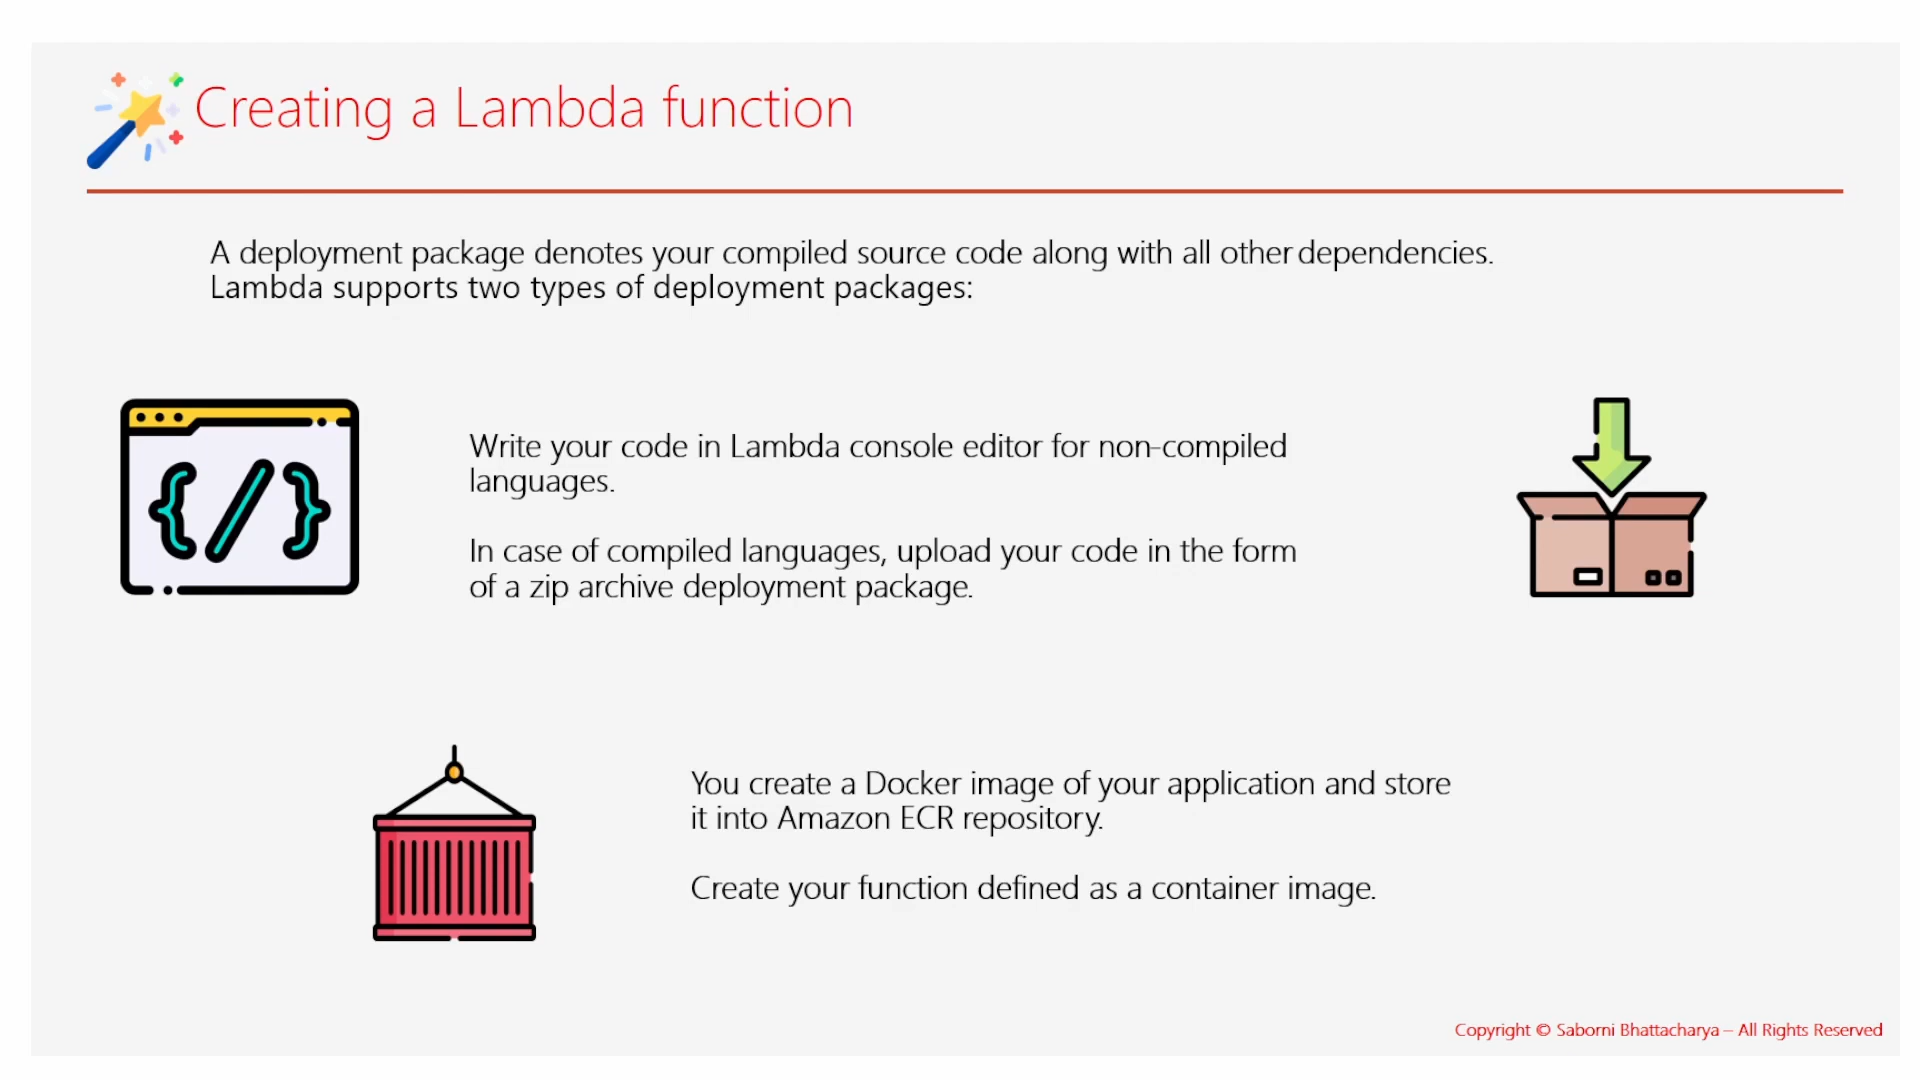 Creating a Lambda function
A deployment package denotes your compiled source code along with all other dependencies.
Lambda supports two types of deployment packages:
Write your code in Lambda console editor for non-compiled
languages.
In case of compiled languages, upload your code in the form
of a zip archive deployment package.
You create a Docker image of your application and store
it into Amazon ECR repository.
Create your function defined as a container image.
Copyright © Saborni Bhattacharya – All Rights Reserved